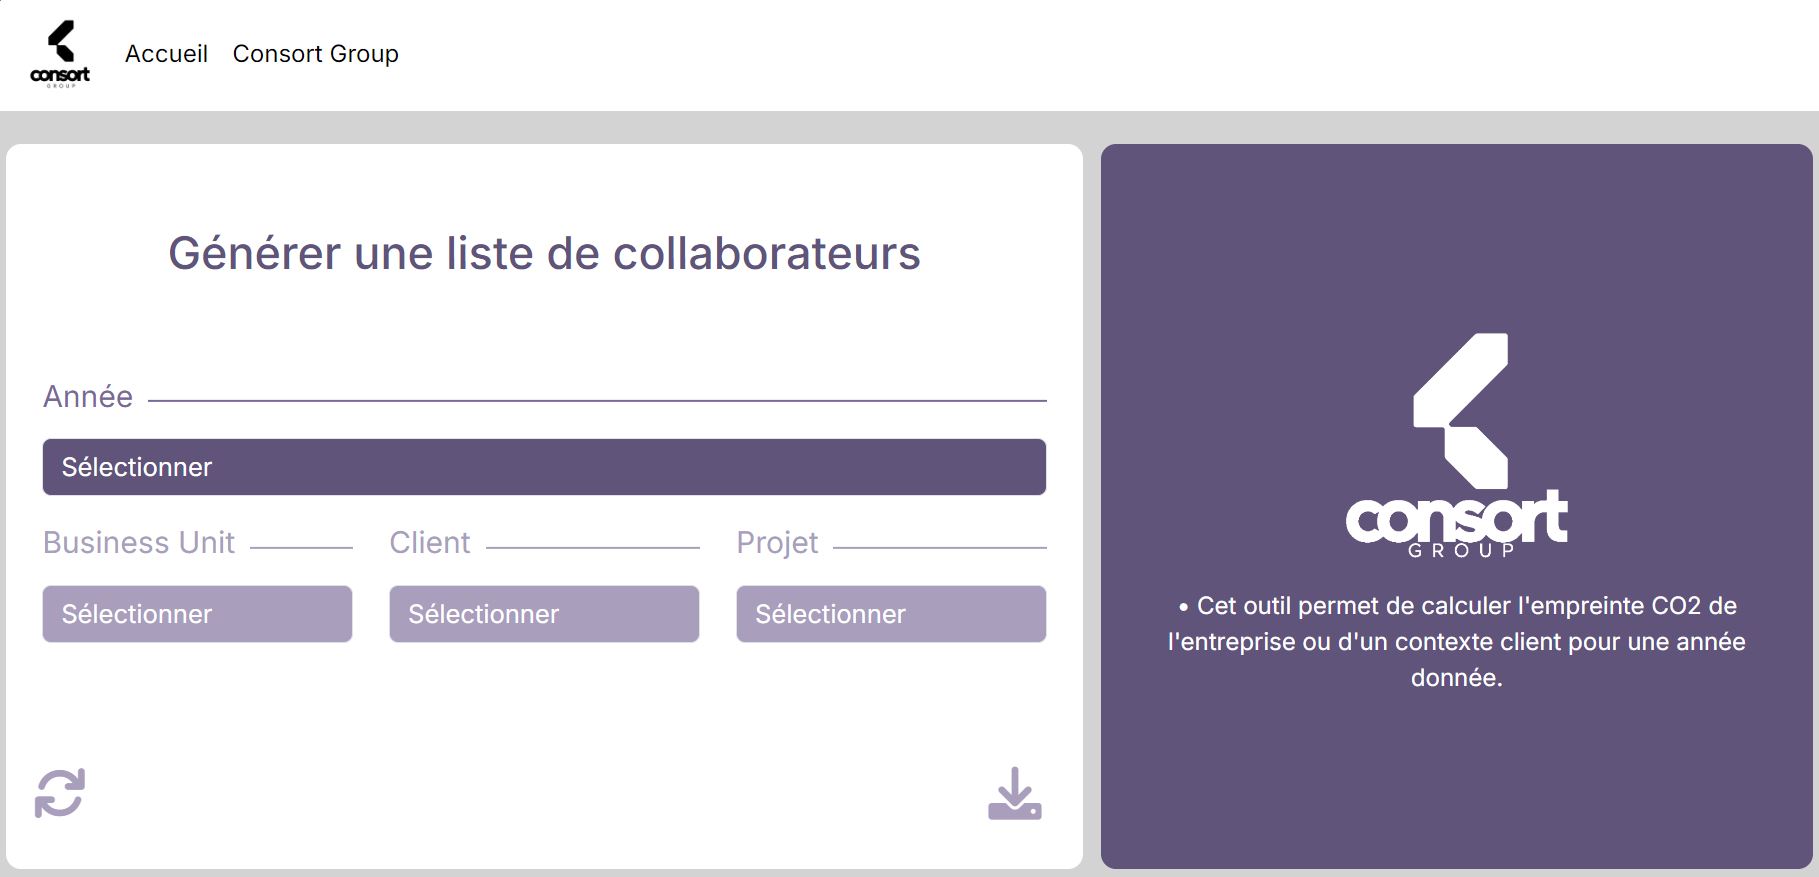 consort
GROUP
Accueil Consort Group
Générer une liste de collaborateurs
Année
Sélectionner
Business Unit Client Projet
Sélectionner Sélectionner Sélectionner
consort
GROUP
• Cet outil permet de calculer l'empreinte CO2 de
l'entreprise ou d'un contexte client pour une année
donnée.